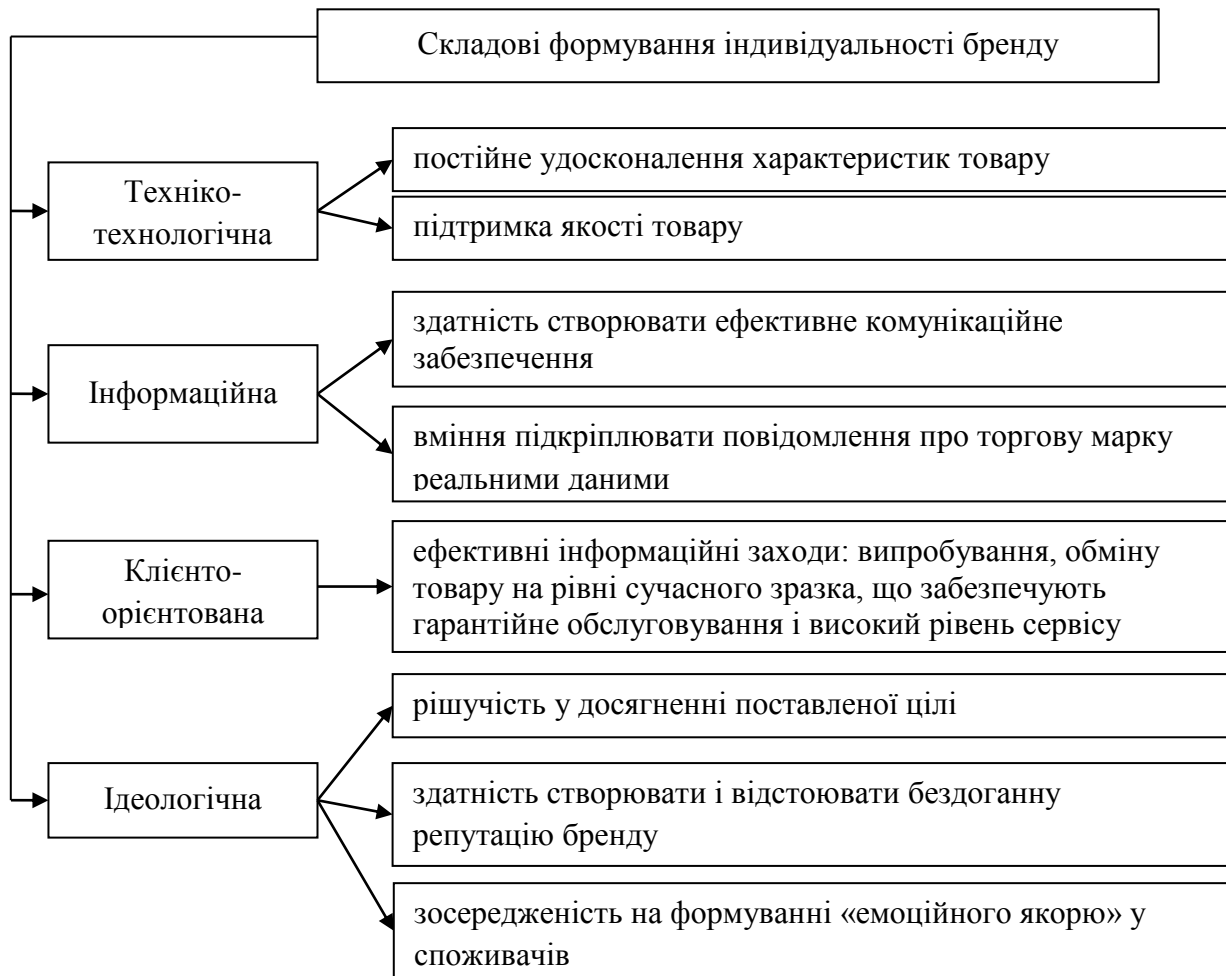 Складові формування індивідуальності бренду
Техніко-
технологічна
постійне удосконалення характеристик товару
підтримка якості товару
Інформаційна
здатність створювати ефективне комунікаційне
забезпечення
вміння підкріплювати повідомлення про торгову марку
реальними даними
Клієнто-
орієнтована
ефективні інформаційні заходи: випробування, обміну
товару на рівні сучасного зразка, що забезпечують
гарантійне обслуговування і високий рівень сервісу
Ідеологічна
рішучість у досягненні поставленої цілі
здатність створювати і відстоювати бездоганну
репутацію бренду
зосередженість на формуванні «емоційного якорю» у
споживачів